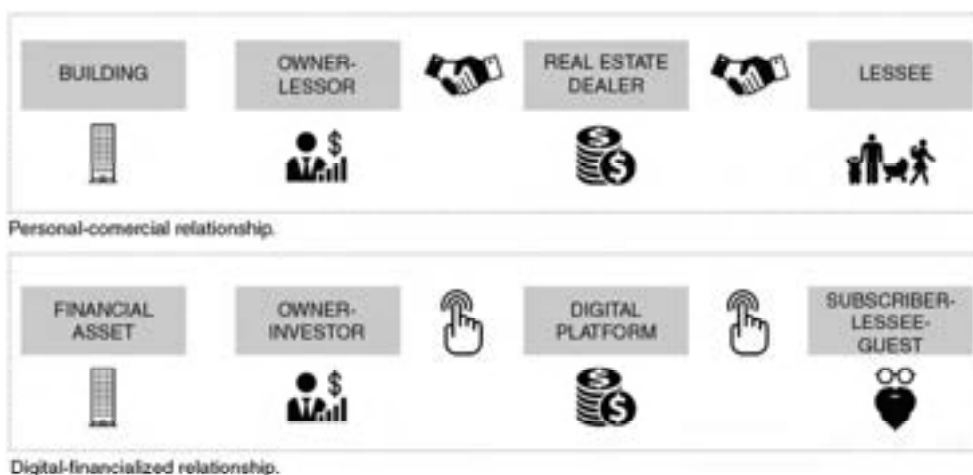 BUILDING
OWNER-
LESSOR
REAL ESTATE
DEALER
LESSEE
$
$
$
Personal-comercial relationship.
FINANCIAL
ASSET
OWNER-
INVESTOR
DIGITAL
PLATFORM
SUBSCRIBER-
LESSEE-
GUEST
$
$
$
Digital-financialized relationship.